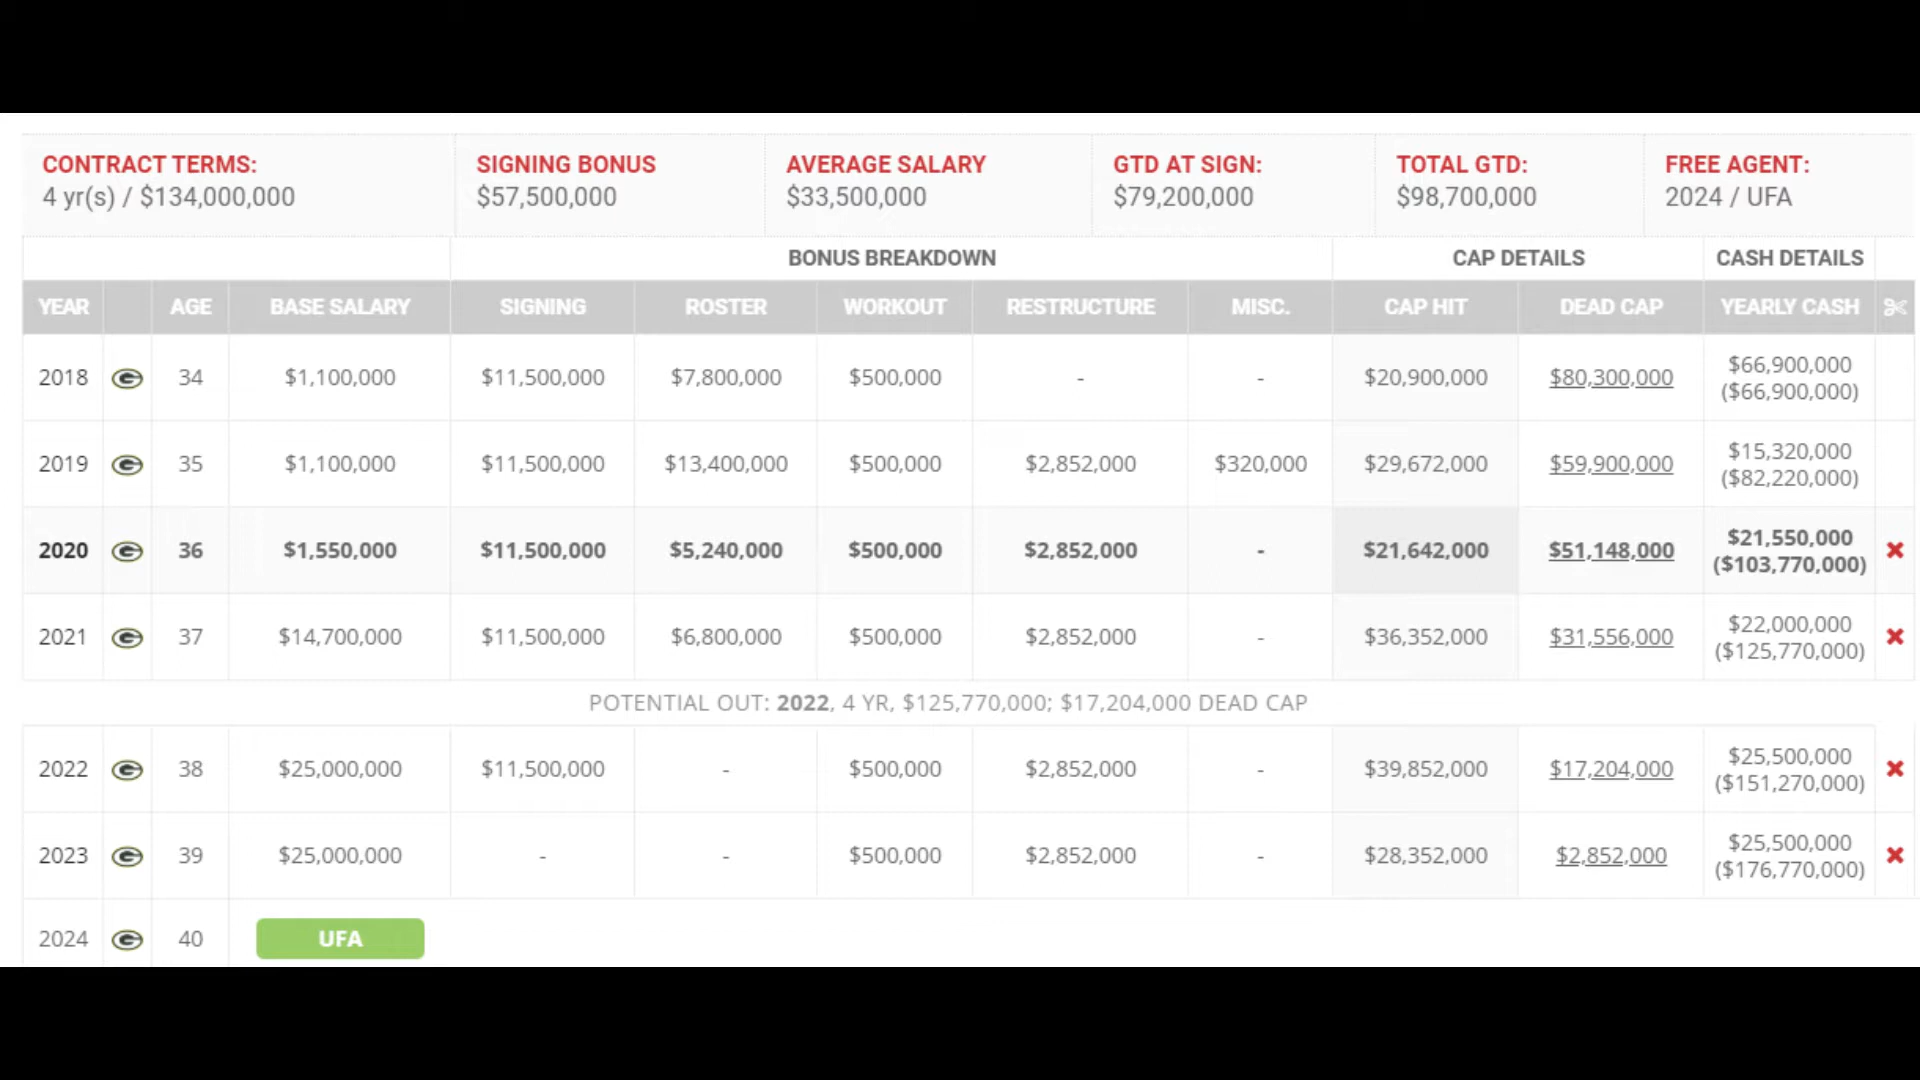 CONTRACT TERMS: SIGNING BONUS AVERAGE SALARY GTD AT SIGN: TOTAL GTD: FREE AGENT:
4 yr(s) / $134,000,000 $57,500,000 $33,500,000 $79,200,000 $98,700,000 2024 / UFA
BONUS BREAKDOWN CAP DETAILS CASH DETAILS
YEAR AGE BASE SALARY SIGNING ROSTER WORKOUT RESTRUCTURE MISC. CAP HIT DEAD CAP YEARLY CASH
2018 G 34 $1,100,000 $11,500,000 $7,800,000 $500,000 - - $20,900,000 $80,300,000 $66,900,000
($66,900,000)
2019 G 35 $1,100,000 $11,500,000 $13,400,000 $500,000 $2,852,000 $320,000 $29,672,000 $59,900,000 $15,320,000
($82,220,000)
2020 G 36 $1,550,000 $11,500,000 $5,240,000 $500,000 $2,852,000 - $21,642,000 $51,148,000 $21,550,000
($103,770,000)
2021 G 37 $14,700,000 $11,500,000 $6,800,000 $500,000 $2,852,000 - $36,352,000 $31,556,000 $22,000,000
($125,770,000)
POTENTIAL OUT: 2022, 4 YR, $125,770,000; $17,204,000 DEAD CAP
2022 G 38 $25,000,000 $11,500,000 - $500,000 $2,852,000 - $39,852,000 $17,204,000 $25,500,000
($151,270,000)
2023 G 39 $25,000,000 - - $500,000 $2,852,000 - $28,352,000 $2,852,000 $25,500,000
($176,770,000)
2024 G 40 UFA